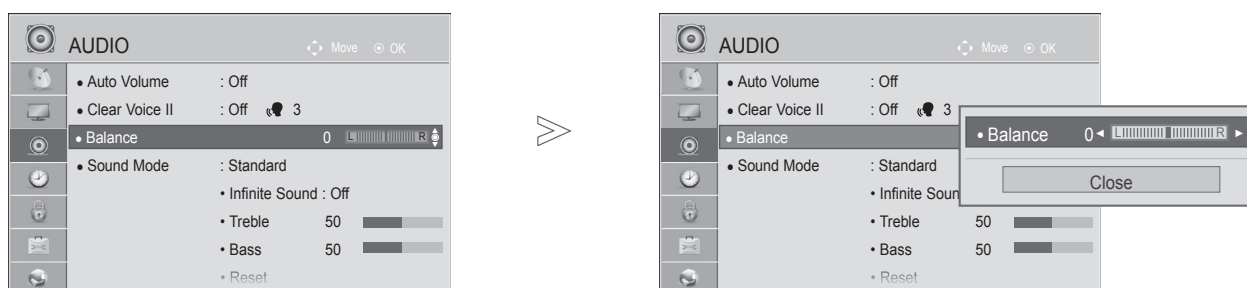 AUDIO Move OK
• Auto Volume : Off
• Clear Voice II : Off 3
• Balance 0 L R
• Sound Mode : Standard
• Infinite Sound : Off
• Treble 50
• Bass 50
• Reset
AUDIO Move OK
• Auto Volume : Off
• Clear Voice II : Off 3
• Balance
• Sound Mode : Standard
• Infinite Soun
• Treble 50
• Bass 50
• Reset
• Balance 0 L R
Close